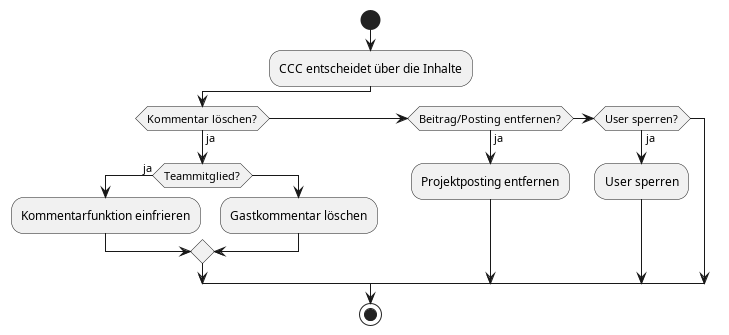 CCC entscheidet über die Inhalte
Kommentar löschen?
Beitrag/Posting entfernen?
User sperren?
ja
ja
ja
ja
Teammitglied?
Kommentarfunktion einfrieren
Gastkommentar löschen
Projektposting entfernen
User sperren